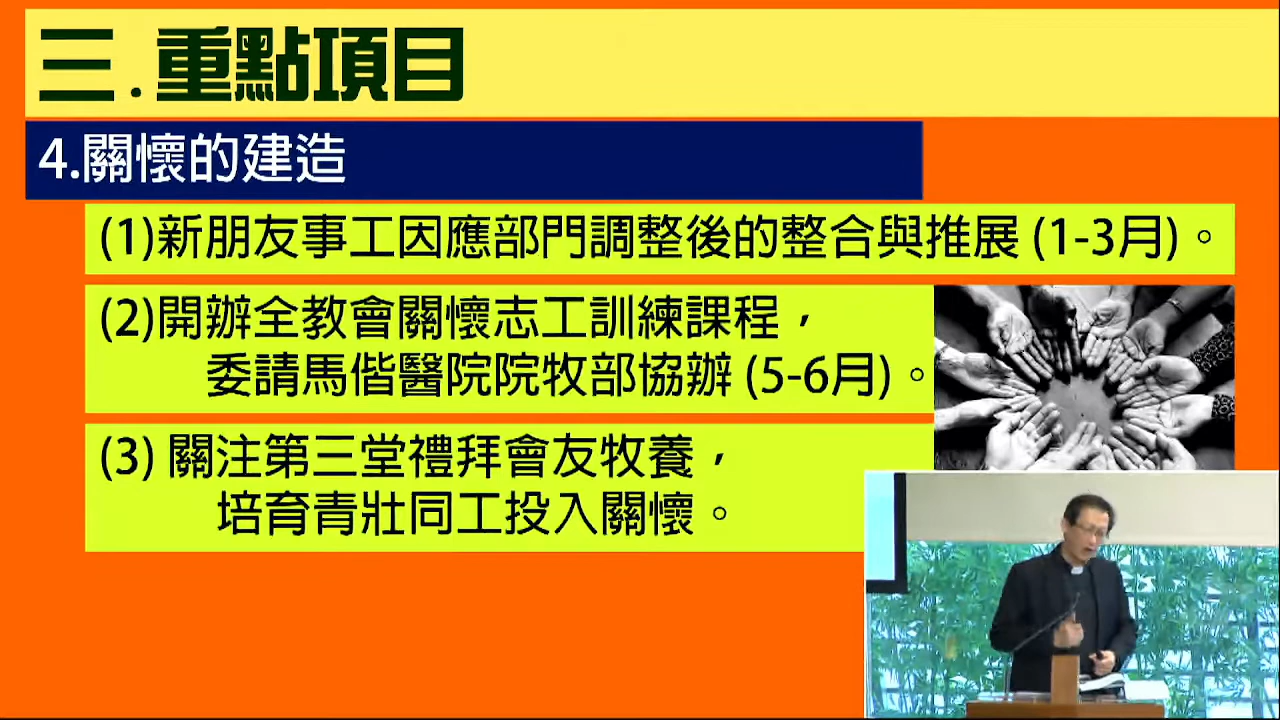 三.重點項目
4.關懷的建造
(1)新朋友事工因應部門調整後的整合與推展 (1-3月)。
(2)開辦全教會關懷志工訓練課程，
委請馬偕醫院院牧部協辦 (5-6月)。
(3) 關注第三堂禮拜會友牧養，
培育青壯同工投入關懷。